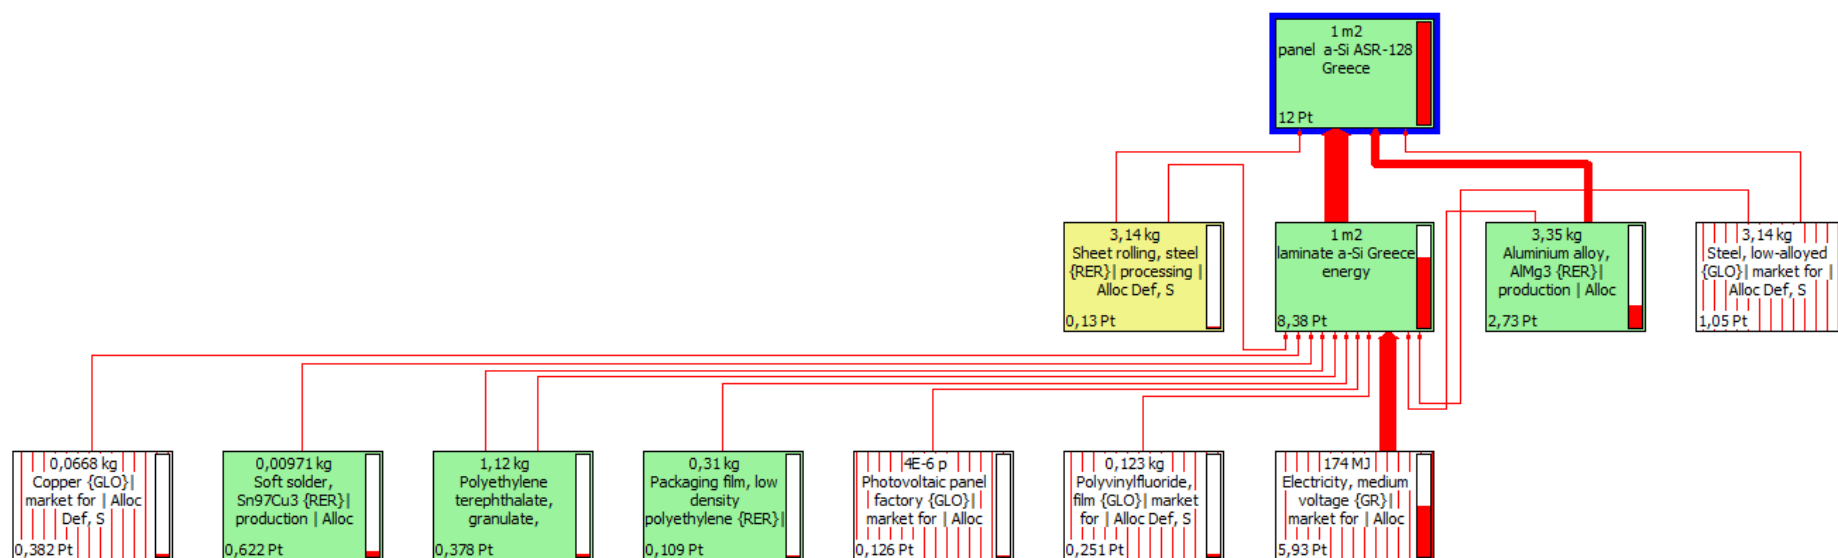 1 m2
panel a-Si ASR-128
Greece
12 Pt
3,14 kg
Sheet rolling, steel
{RER}| processing |
Alloc Def, S
0,13 Pt
1 m2
laminate a-Si Greece
energy
8,38 Pt
3,35 kg
Aluminium alloy,
AlMg3 {RER}|
production | Alloc
2,73 Pt
3,14 kg
Steel, low-alloyed
{GLO}| market for |
Alloc Def, S
1,05 Pt
0,0668 kg
Copper {GLO}|
market for | Alloc
Def, S
0,382 Pt
0,00971 kg
Soft solder,
Sn97Cu3 {RER}|
production | Alloc
0,622 Pt
1,12 kg
Polyethylene
terephthalate,
granulate,
0,378 Pt
0,31 kg
Packaging film, low
density
polyethylene {RER}|
0,109 Pt
4E-6 p
Photovoltaic panel
factory {GLO}|
market for | Alloc
0,126 Pt
0,123 kg
Polyvinylfluoride,
film {GLO}| market
for | Alloc Def, S
0,251 Pt
174 MJ
Electricity, medium
voltage {GR}|
market for | Alloc
5,93 Pt